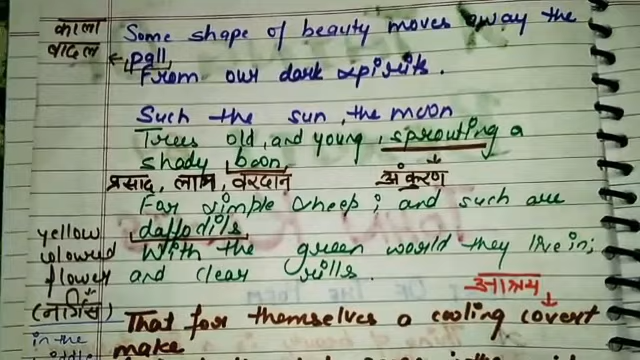 काला Some shape of beauty moves away the
बादल ← pall
From our dark spirits.
Such the sun, the moon
Trees old, and young, sprouting a
shady boon,
प्रसाद, लाभ, वरदान अंकुरण
For simple sheep; and such are
yellow daffodils
colowred With the green world they live in;
flower and clear rills.
(नर्गिस) आश्रय
That for themselves a cooling covert
in the make